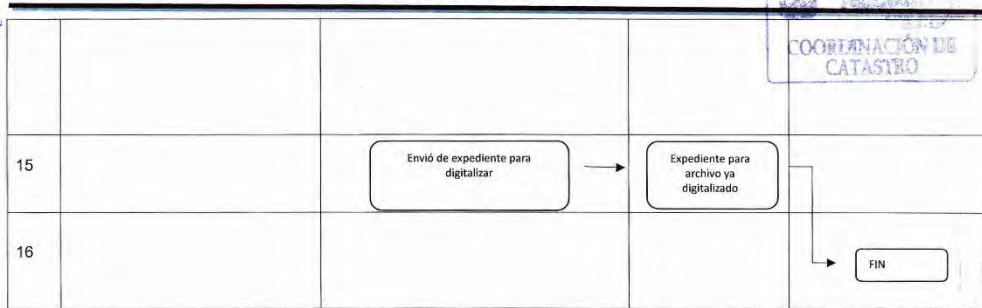 COORDINACIÓN DE
CATASTRO
15
Envió de expediente para
digitalizar
Expediente para
archivo ya
digitalizado
16
FIN